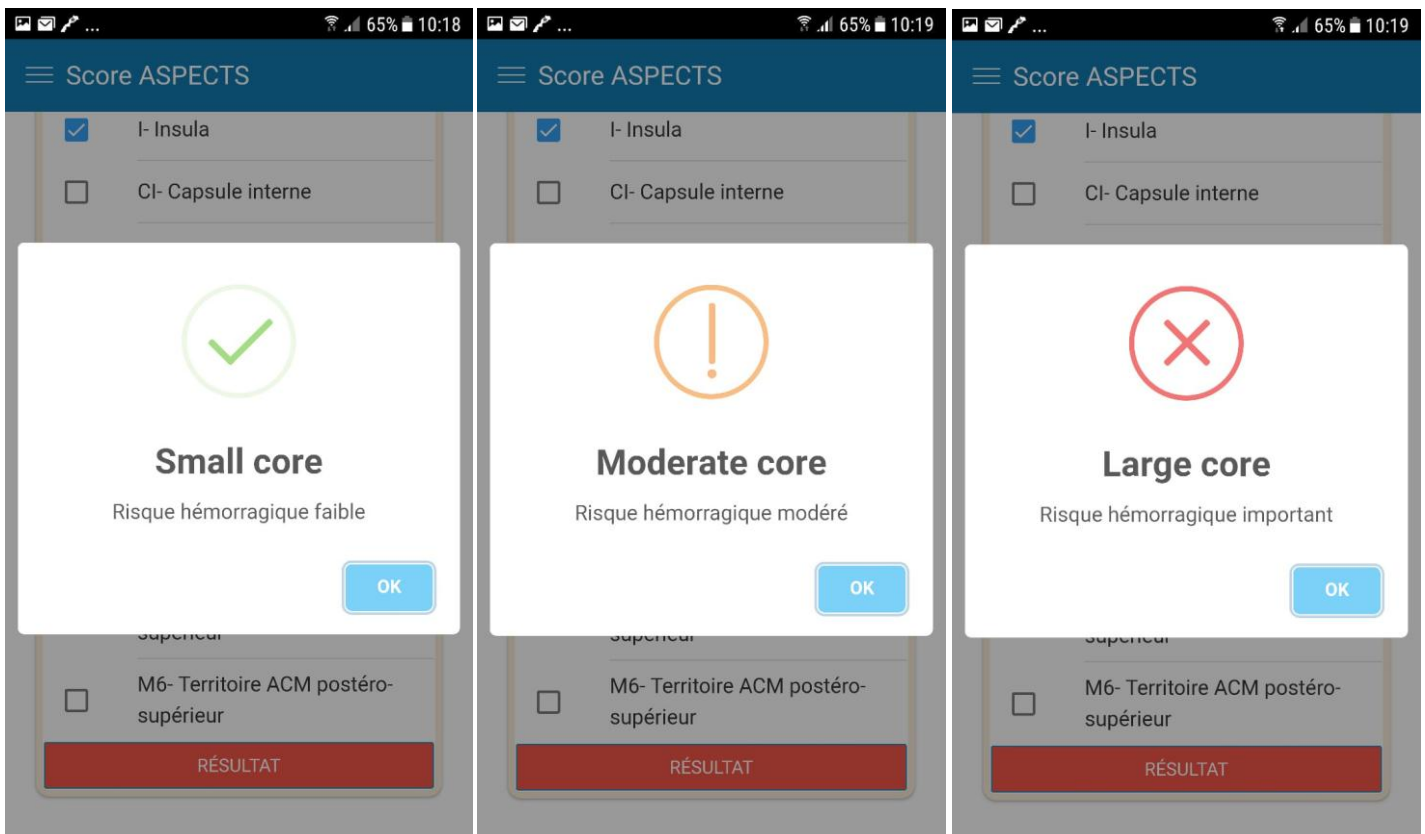 ... 65% 10:18
Score ASPECTS
I- Insula
CI- Capsule interne
Small core
Risque hémorragique faible
OK
supérieur
M6- Territoire ACM postéro-
supérieur
RÉSULTAT
... 65% 10:19
Score ASPECTS
I- Insula
CI- Capsule interne
Moderate core
Risque hémorragique modéré
OK
supérieur
M6- Territoire ACM postéro-
supérieur
RÉSULTAT
... 65% 10:19
Score ASPECTS
I- Insula
CI- Capsule interne
Large core
Risque hémorragique important
OK
supérieur
M6- Territoire ACM postéro-
supérieur
RÉSULTAT